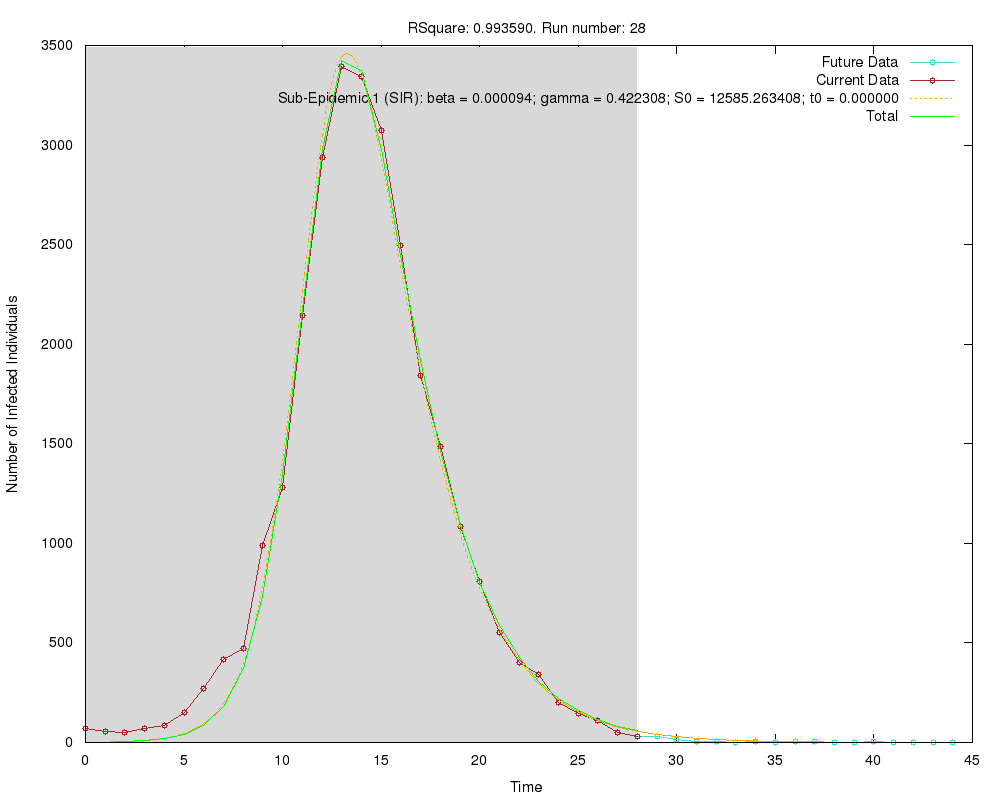 RSquare: 0.993590. Run number: 28
Future Data
Current Data
Sub-Epidemic 1 (SIR): beta = 0.000094; gamma = 0.422308; S0 = 12585.263408; t0 = 0.000000
Total
Number of Infected Individuals
3500
3000
2500
2000
1500
1000
500
0
0 5 10 15 20 25 30 35 40 45
Time